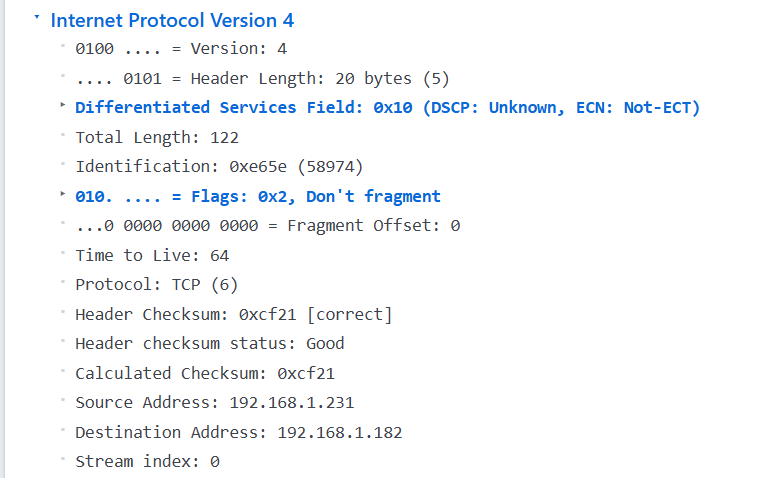 Internet Protocol Version 4
0100 .... = Version: 4
.... 0101 = Header Length: 20 bytes (5)
Differentiated Services Field: 0x10 (DSCP: Unknown, ECN: Not-ECT)
Total Length: 122
Identification: 0xe65e (58974)
010. .... = Flags: 0x2, Don't fragment
...0 0000 0000 0000 = Fragment Offset: 0
Time to Live: 64
Protocol: TCP (6)
Header Checksum: 0xcf21 [correct]
Header checksum status: Good
Calculated Checksum: 0xcf21
Source Address: 192.168.1.231
Destination Address: 192.168.1.182
Stream index: 0